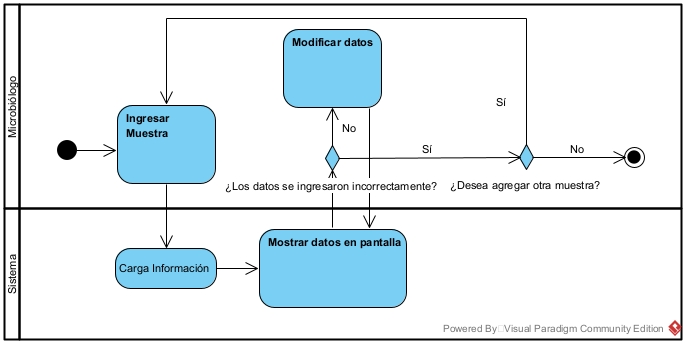 Microbiólogo
Modificar datos
Ingresar
Muestra
Sí
No
Sí
No
¿Los datos se ingresaron incorrectamente?
¿Desea agregar otra muestra?
Sistema
Mostrar datos en pantalla
Carga Información
Powered By Visual Paradigm Community Edition